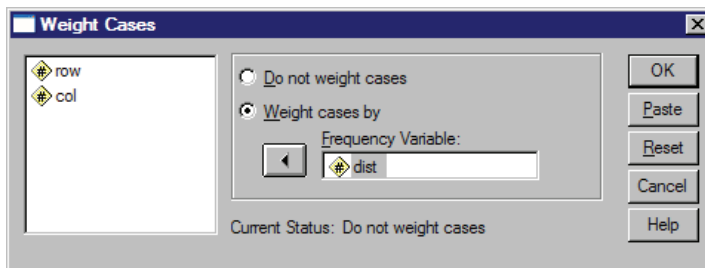 Weight Cases
row
col
Do not weight cases
Weight cases by
Frequency Variable:
dist
Current Status: Do not weight cases
OK
Paste
Reset
Cancel
Help